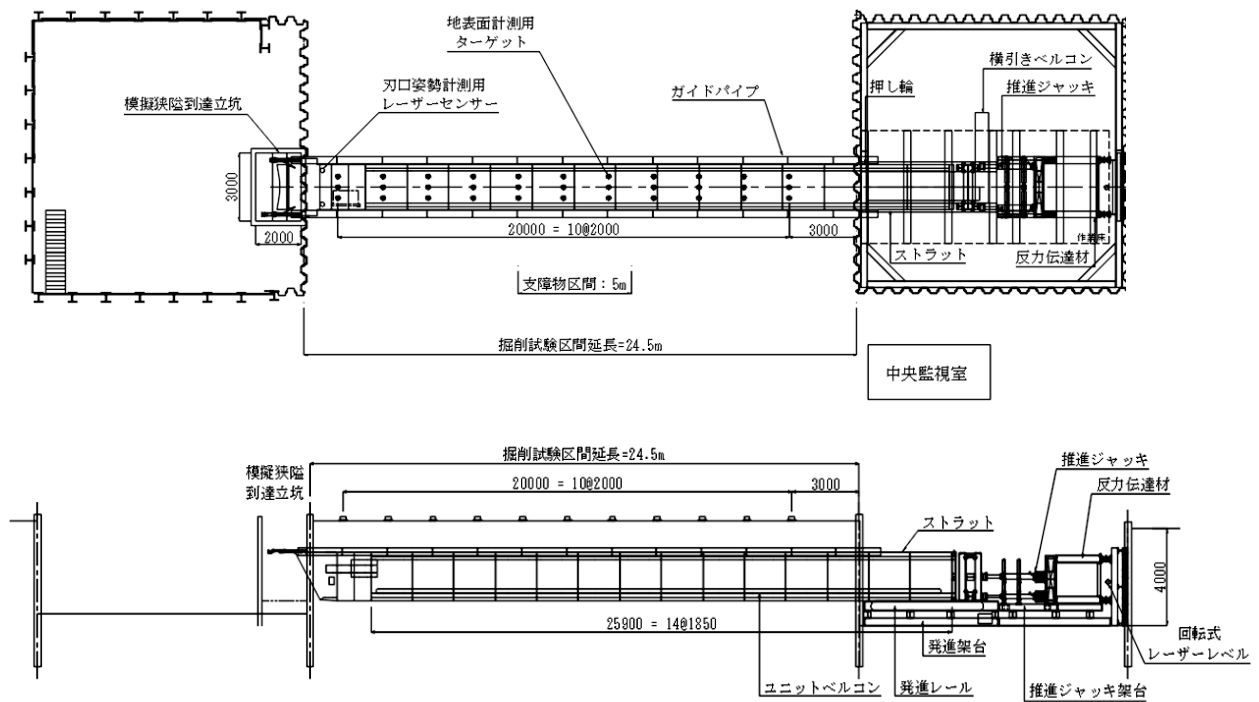 地表面計測用
ターゲット
横引きベルコン
刃口姿勢計測用
レーザーセンサー
ガイドパイプ
押し輪
推進ジャッキ
模擬狭隘到達立坑
3000
2000
20000 = 10@2000
3000
作業床
ストラット
反力伝達材
支障物区間：5m
掘削試験区間延長=24.5m
中央監視室
掘削試験区間延長=24.5m
模擬狭隘
到達立坑
20000 = 10@2000
3000
推進ジャッキ
反力伝達材
ストラット
4000
25900 = 14@1850
発進架台
回転式
レーザーレベル
ユニットベルコン
発進レール
推進ジャッキ架台